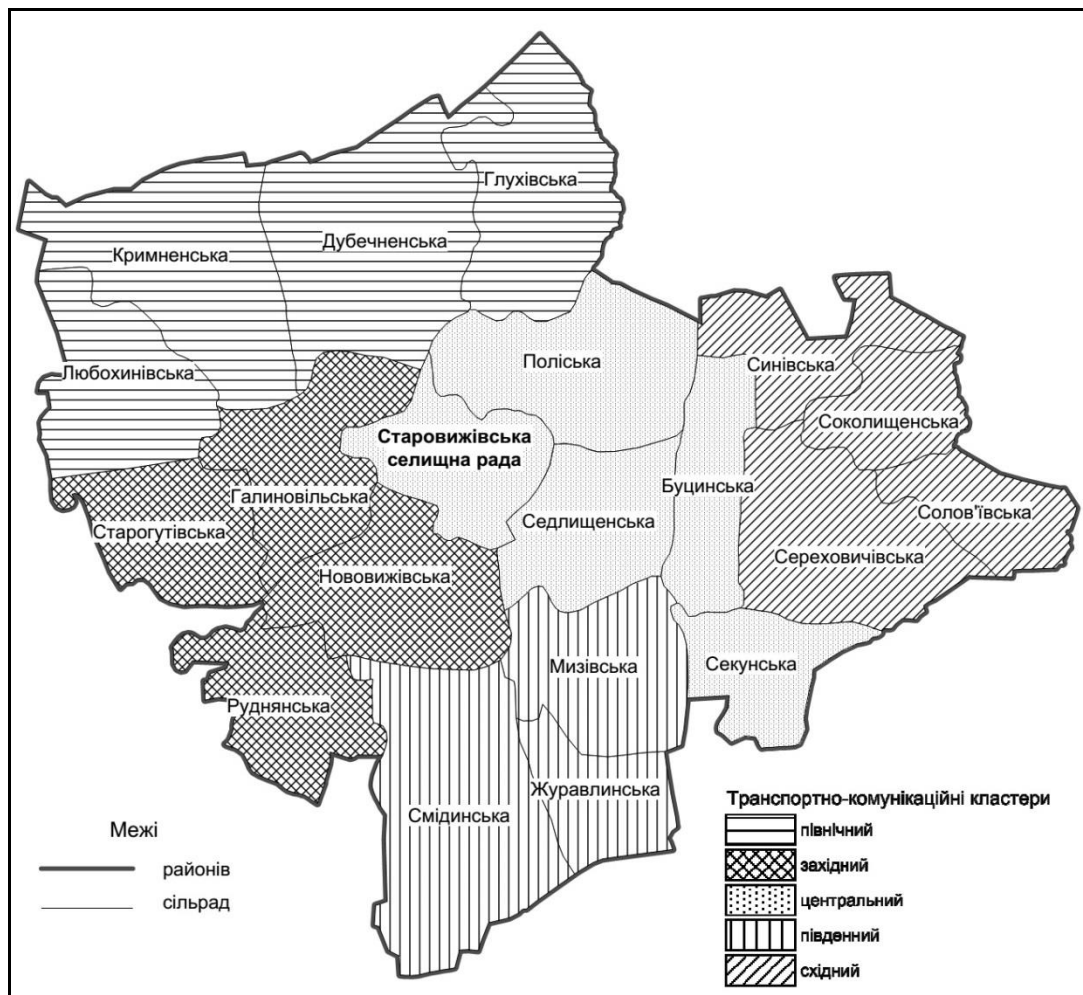 Глухівська
Дубечненська
Кримненська
Любохинівська
Поліська
Синівська
Соколищенська
Старовижівська
селищна рада
Буцинська
Галиновільська
Седлищенська
Солов'ївська
Старогутівська
Сереховичівська
Нововижівська
Мизівська
Секунська
Руднянська
Журавлинська
Смідинська
Межі
районів
сільрад
Транспортно-комунікаційні кластери
північний
західний
центральний
південний
східний